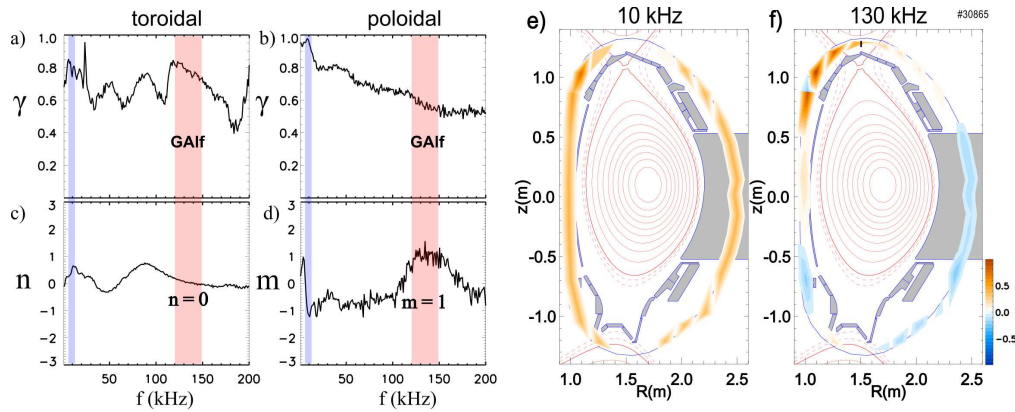 toroidal
poloidal
a)
b)
γ
1.0
0.8
0.6
0.4
0.2
GAIf
γ
1.0
0.8
0.6
0.4
0.2
GAIf
c)
d)
n
3
2
1
0
−1
−2
−3
n = 0
50
100
150
200
f (kHz)
m
3
2
1
0
−1
−2
−3
m = 1
50
100
150
200
f (kHz)
e)
10 kHz
f)
130 kHz
#30865
z(m)
1.0
0.5
0.0
-0.5
-1.0
1.0
1.5
2.0
2.5
R(m)
z(m)
1.0
0.5
0.0
-0.5
-1.0
1.0
1.5
2.0
2.5
R(m)
0.5
0.0
−0.5